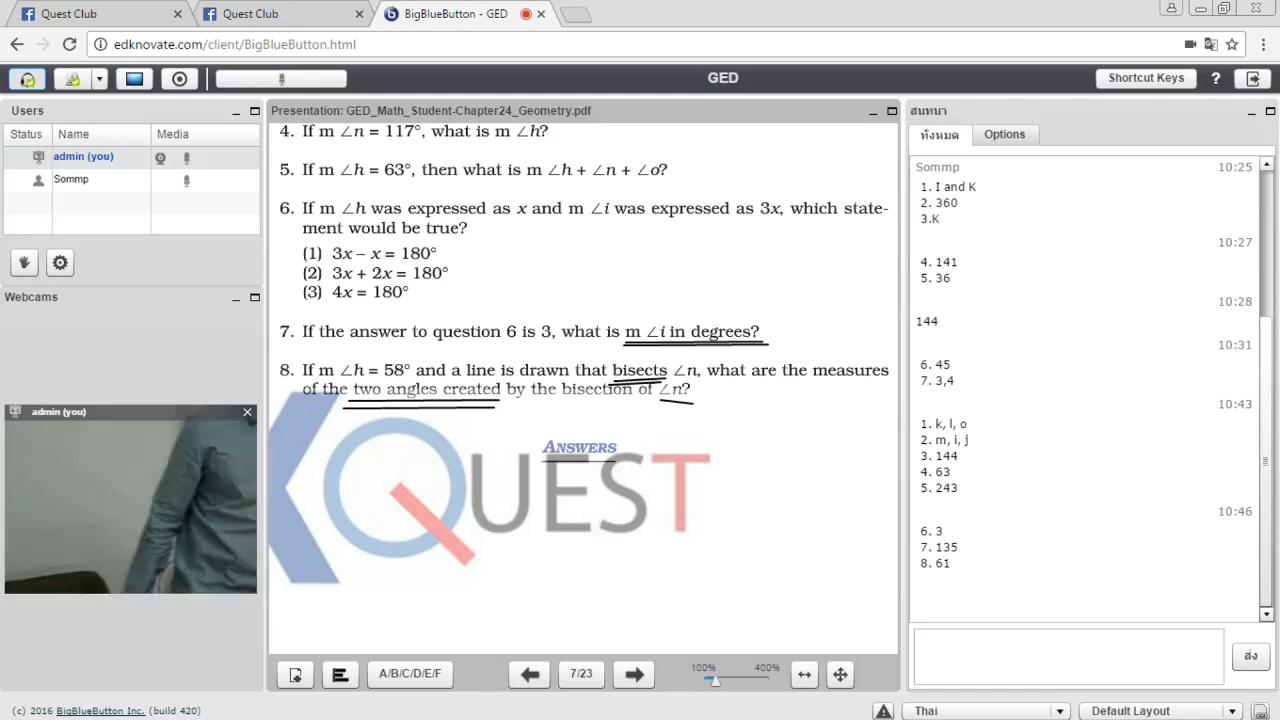 Quest Club
Quest Club
BigBlueButton - GED
edknovate.com/client/BigBlueButton.html
GED
Shortcut Keys
?
Users
Status Name Media
admin (you)
Sommp
Webcams
admin (you)
Presentation: GED_Math_Student-Chapter24_Geometry.pdf
4. If m ∠n = 117°, what is m ∠h?
5. If m ∠h = 63°, then what is m ∠h + ∠n + ∠o?
6. If m ∠h was expressed as x and m ∠i was expressed as 3x, which state-
ment would be true?
(1) 3x – x = 180°
(2) 3x + 2x = 180°
(3) 4x = 180°
7. If the answer to question 6 is 3, what is m ∠i in degrees?
8. If m ∠h = 58° and a line is drawn that bisects ∠n, what are the measures
of the two angles created by the bisection of ∠n?
ANSWERS
QUEST
A/B/C/D/E/F
7/23
100% 400%
สนทนา
ทั้งหมด Options
Sommp 10:25
1. I and K
2. 360
3.K
10:27
4. 141
5. 36
10:28
144
10:31
6. 45
7. 3,4
10:43
1. k, l, o
2. m, i, j
3. 144
4. 63
5. 243
10:46
6. 3
7. 135
8. 61
ส่ง
(c) 2016 BigBlueButton Inc. (build 420)
Thai
Default Layout